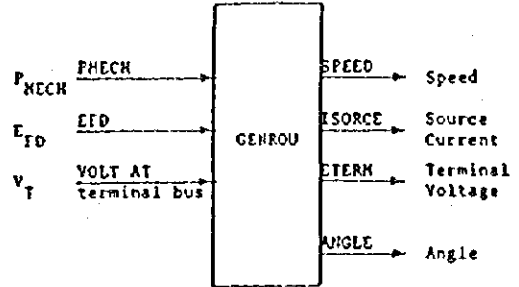 P_MECH PMECH
E_FD EFD
V_T VOLT AT
terminal bus
GENROU
SPEED Speed
ISORCE Source
Current
ETERM Terminal
Voltage
ANGLE Angle